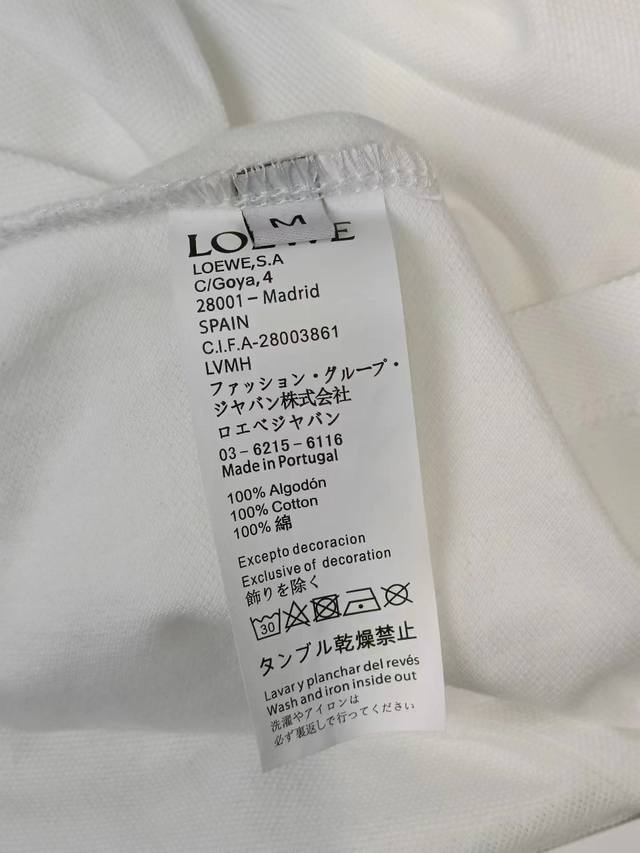 M
LOEWE
LOEWE,S.A
C/Goya,4
28001-Madrid
SPAIN
C.I.F.A-28003861
LVMH
ファッション・グループ・
ジャパン株式会社
ロエベジャパン
03-6215-6116
Made in Portugal
100% Algodón
100% Cotton
100% 綿
Excepto decoracion
Exclusive of decoration
飾りを除く
30
タンブル乾燥禁止
Lavar y planchar del revés
Wash and iron inside out
洗濯やアイロンは
必ず裏返しで行ってください